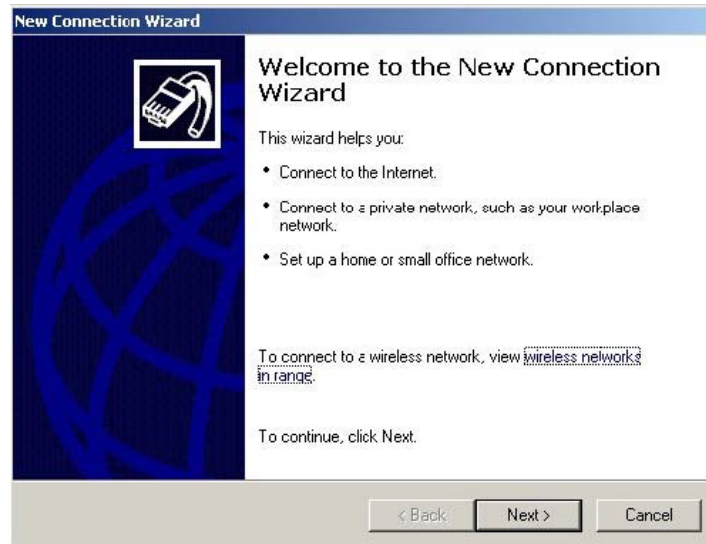 New Connection Wizard
Welcome to the New Connection
Wizard
This wizard helps you:
• Connect to the Internet.
• Connect to a private network, such as your workplace
network.
• Set up a home or small office network.
To connect to a wireless network, view wireless networks
in range.
To continue, click Next.
< Back
Next >
Cancel